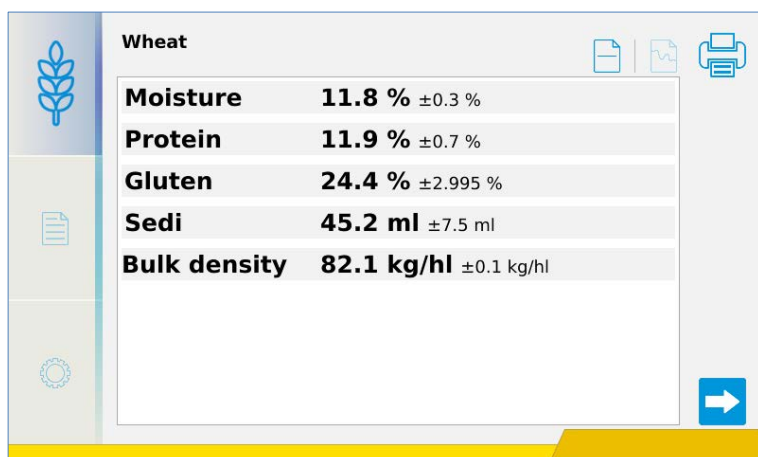 Wheat
Moisture 11.8 % ±0.3 %
Protein 11.9 % ±0.7 %
Gluten 24.4 % ±2.995 %
Sedi 45.2 ml ±7.5 ml
Bulk density 82.1 kg/hl ±0.1 kg/hl